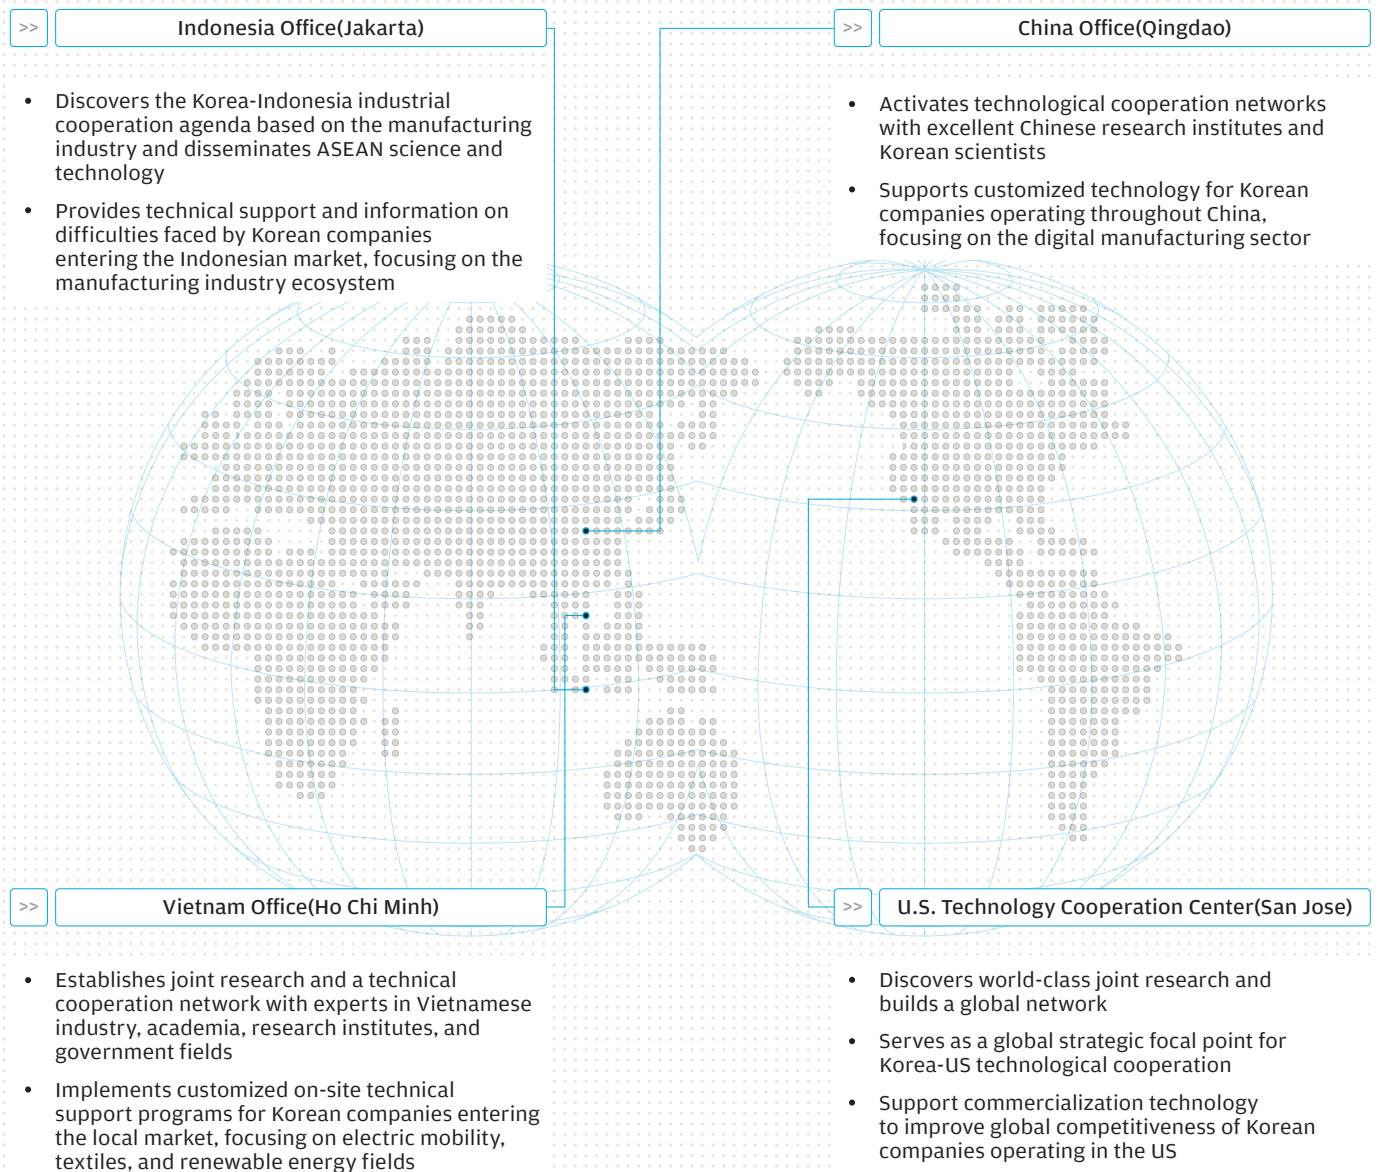 >> Indonesia Office(Jakarta)
• Discovers the Korea-Indonesia industrial
cooperation agenda based on the manufacturing
industry and disseminates ASEAN science and
technology
• Provides technical support and information on
difficulties faced by Korean companies
entering the Indonesian market, focusing on the
manufacturing industry ecosystem
>> China Office(Qingdao)
• Activates technological cooperation networks
with excellent Chinese research institutes and
Korean scientists
• Supports customized technology for Korean
companies operating throughout China,
focusing on the digital manufacturing sector
>> Vietnam Office(Ho Chi Minh)
• Establishes joint research and a technical
cooperation network with experts in Vietnamese
industry, academia, research institutes, and
government fields
• Implements customized on-site technical
support programs for Korean companies entering
the local market, focusing on electric mobility,
textiles, and renewable energy fields
>> U.S. Technology Cooperation Center(San Jose)
• Discovers world-class joint research and
builds a global network
• Serves as a global strategic focal point for
Korea-US technological cooperation
• Support commercialization technology
to improve global competitiveness of Korean
companies operating in the US